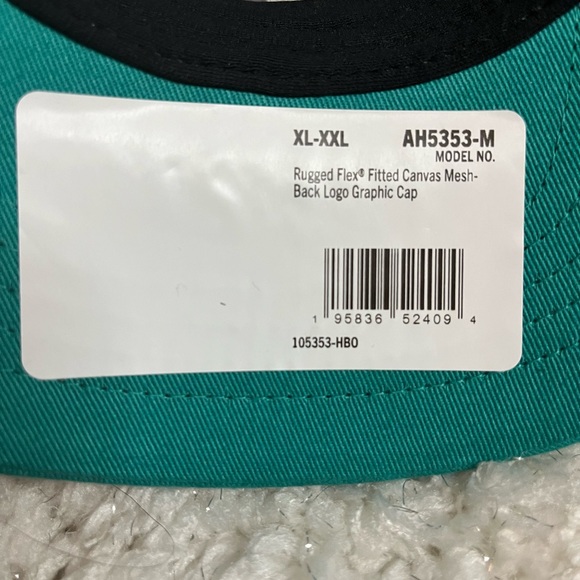 XL-XXL AH5353-M
MODEL NO.
Rugged Flex® Fitted Canvas Mesh-
Back Logo Graphic Cap
1 95836 52409 4
105353-HB0